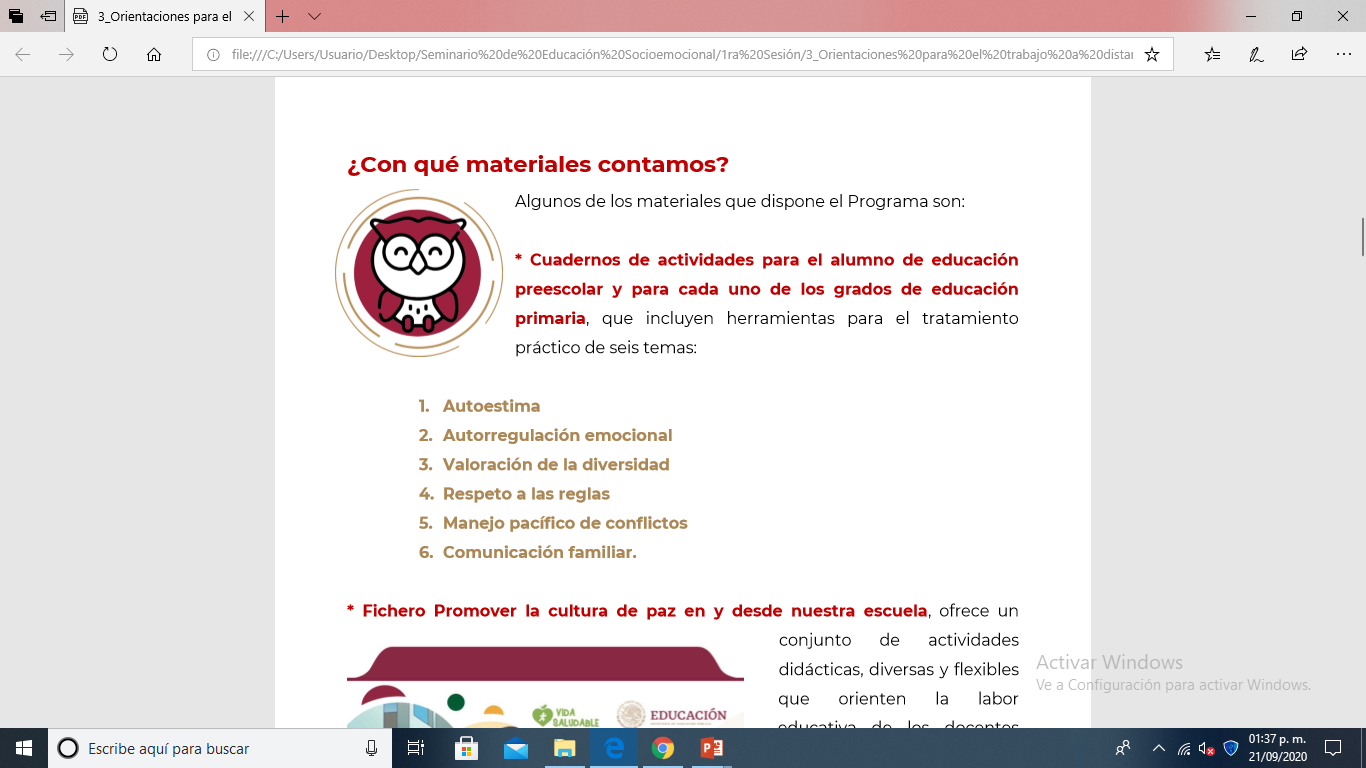 3_Orientaciones para el
file:///C:/Users/Usuario/Desktop/Seminario%20de%20Educación%20Socioemocional/1ra%20Sesión/3_Orientaciones%20para%20el%20trabajo%20a%20distar
¿Con qué materiales contamos?
Algunos de los materiales que dispone el Programa son:
* Cuadernos de actividades para el alumno de educación
preescolar y para cada uno de los grados de educación
primaria, que incluyen herramientas para el tratamiento
práctico de seis temas:
1. Autoestima
2. Autorregulación emocional
3. Valoración de la diversidad
4. Respeto a las reglas
5. Manejo pacífico de conflictos
6. Comunicación familiar.
* Fichero Promover la cultura de paz en y desde nuestra escuela, ofrece un
conjunto de actividades
didácticas, diversas y flexibles
que orienten la labor
educativa de los docentes
VIDA
SALUDABLE
EDUCACIÓN
Activar Windows
Ve a Configuración para activar Windows.
Escribe aquí para buscar
01:37 p. m.
21/09/2020